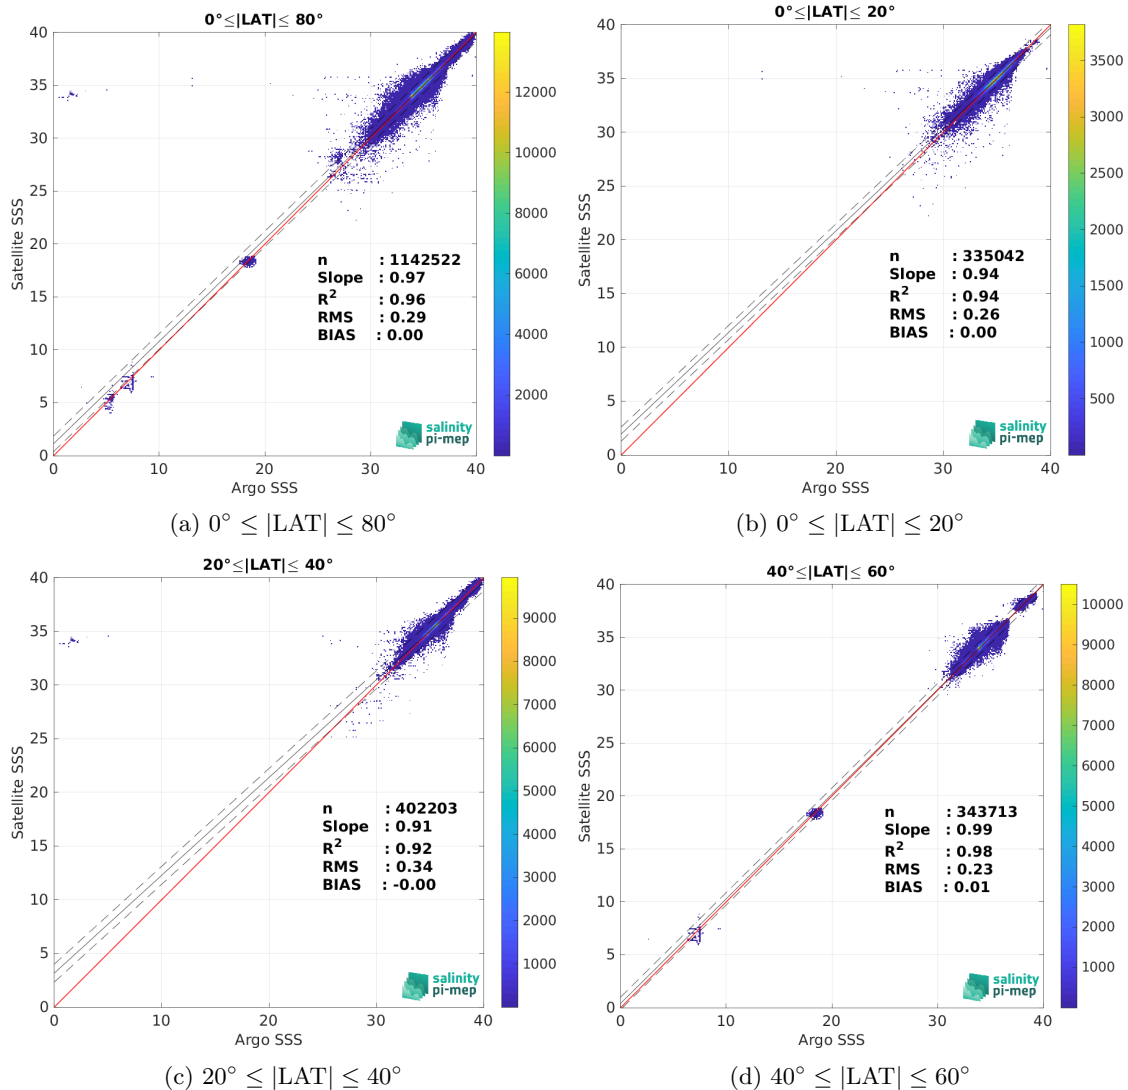 0°≤|LAT|≤ 80°
40
35
30
25
20
15
10
5
0
Satellite SSS
0
10
20
30
40
Argo SSS
12000
10000
8000
6000
4000
2000
n : 1142522
Slope : 0.97
R² : 0.96
RMS : 0.29
BIAS : 0.00
salinity
pi-mep
(a) 0° ≤ |LAT| ≤ 80°
0°≤|LAT|≤ 20°
40
35
30
25
20
15
10
5
0
Satellite SSS
0
10
20
30
40
Argo SSS
3500
3000
2500
2000
1500
1000
500
n : 335042
Slope : 0.94
R² : 0.94
RMS : 0.26
BIAS : 0.00
salinity
pi-mep
(b) 0° ≤ |LAT| ≤ 20°
20°≤|LAT|≤ 40°
40
35
30
25
20
15
10
5
0
Satellite SSS
0
10
20
30
40
Argo SSS
9000
8000
7000
6000
5000
4000
3000
2000
1000
n : 402203
Slope : 0.91
R² : 0.92
RMS : 0.34
BIAS : -0.00
salinity
pi-mep
(c) 20° ≤ |LAT| ≤ 40°
40°≤|LAT|≤ 60°
40
35
30
25
20
15
10
5
0
Satellite SSS
0
10
20
30
40
Argo SSS
10000
9000
8000
7000
6000
5000
4000
3000
2000
1000
n : 343713
Slope : 0.99
R² : 0.98
RMS : 0.23
BIAS : 0.01
salinity
pi-mep
(d) 40° ≤ |LAT| ≤ 60°